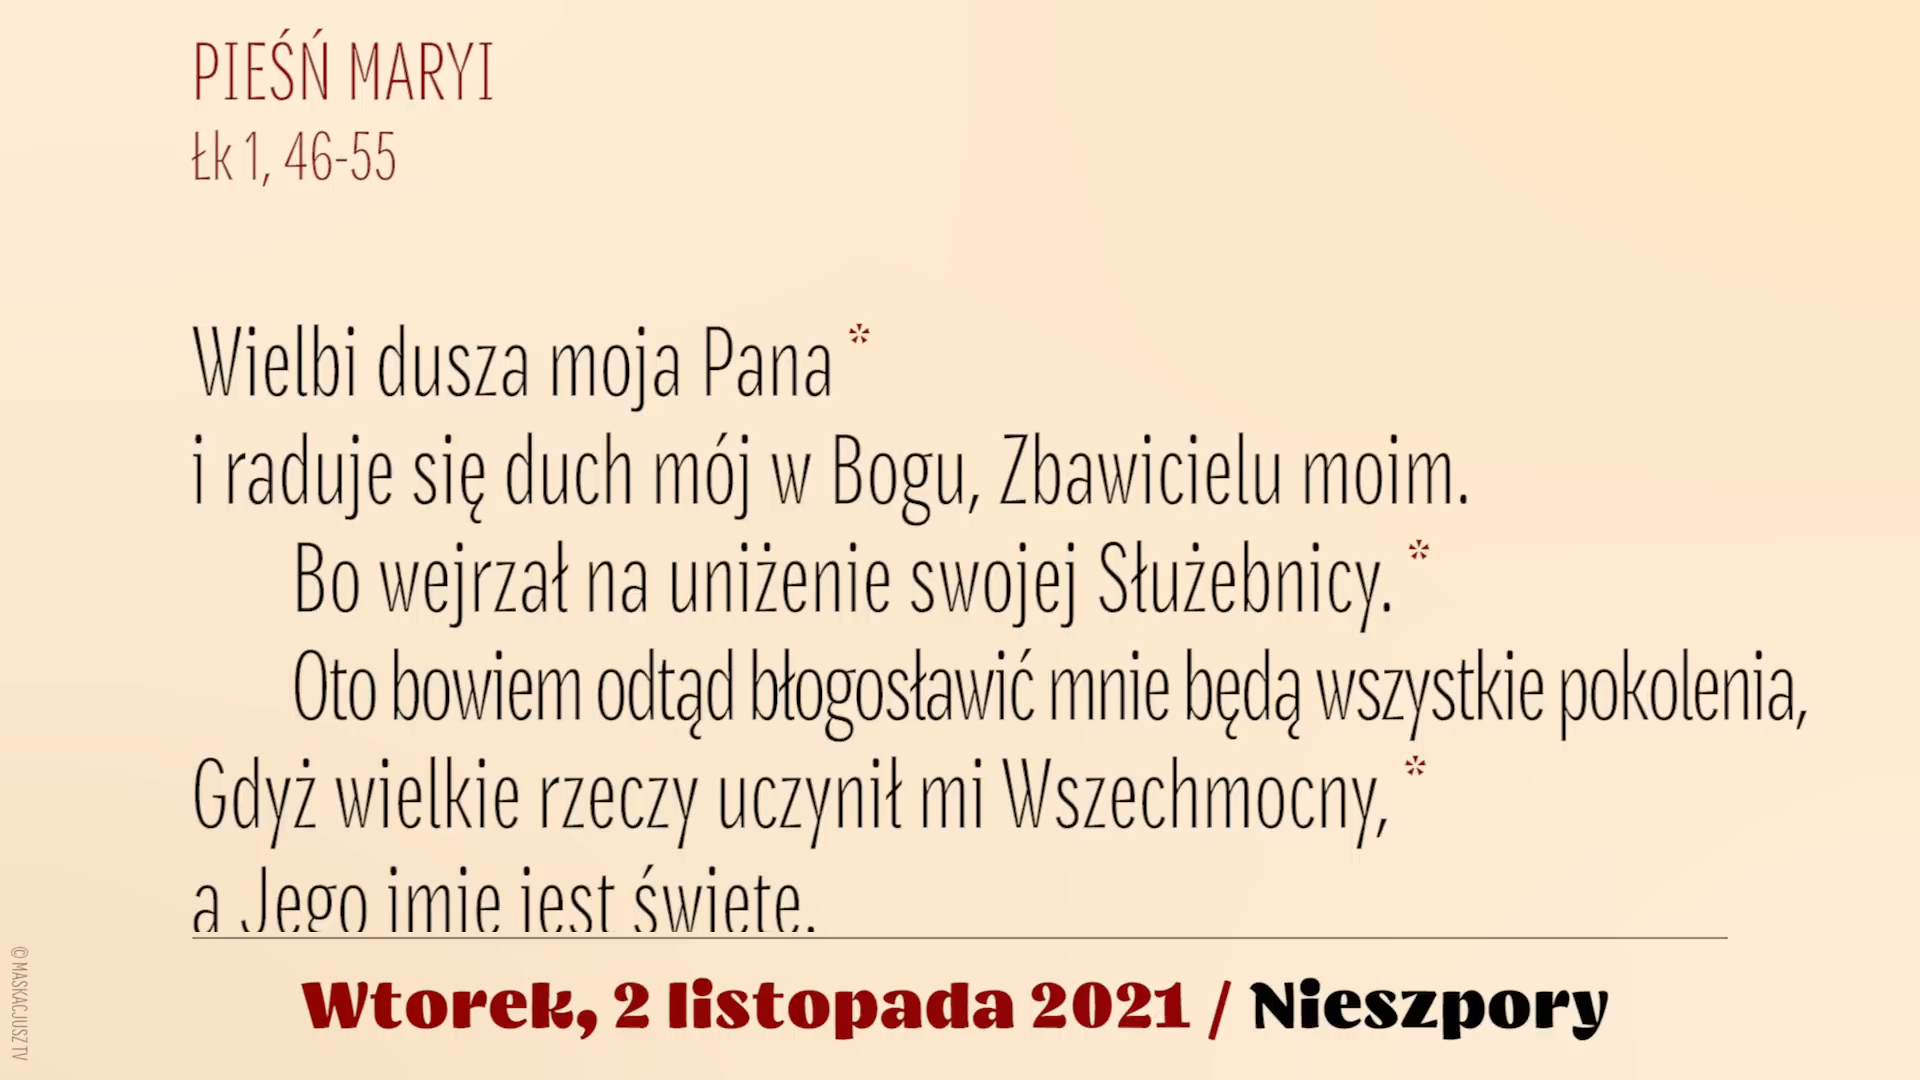 PIEŚŃ MARYI
Łk 1, 46-55
Wielbi dusza moja Pana *
i raduje się duch mój w Bogu, Zbawicielu moim.
Bo wejrzał na uniżenie swojej Służebnicy. *
Oto bowiem odtąd błogosławić mnie będą wszystkie pokolenia,
Gdyż wielkie rzeczy uczynił mi Wszechmocny, *
a Jego imię jest święte.
Wtorek, 2 listopada 2021 / Nieszpory
© MASKACJUSZ TV